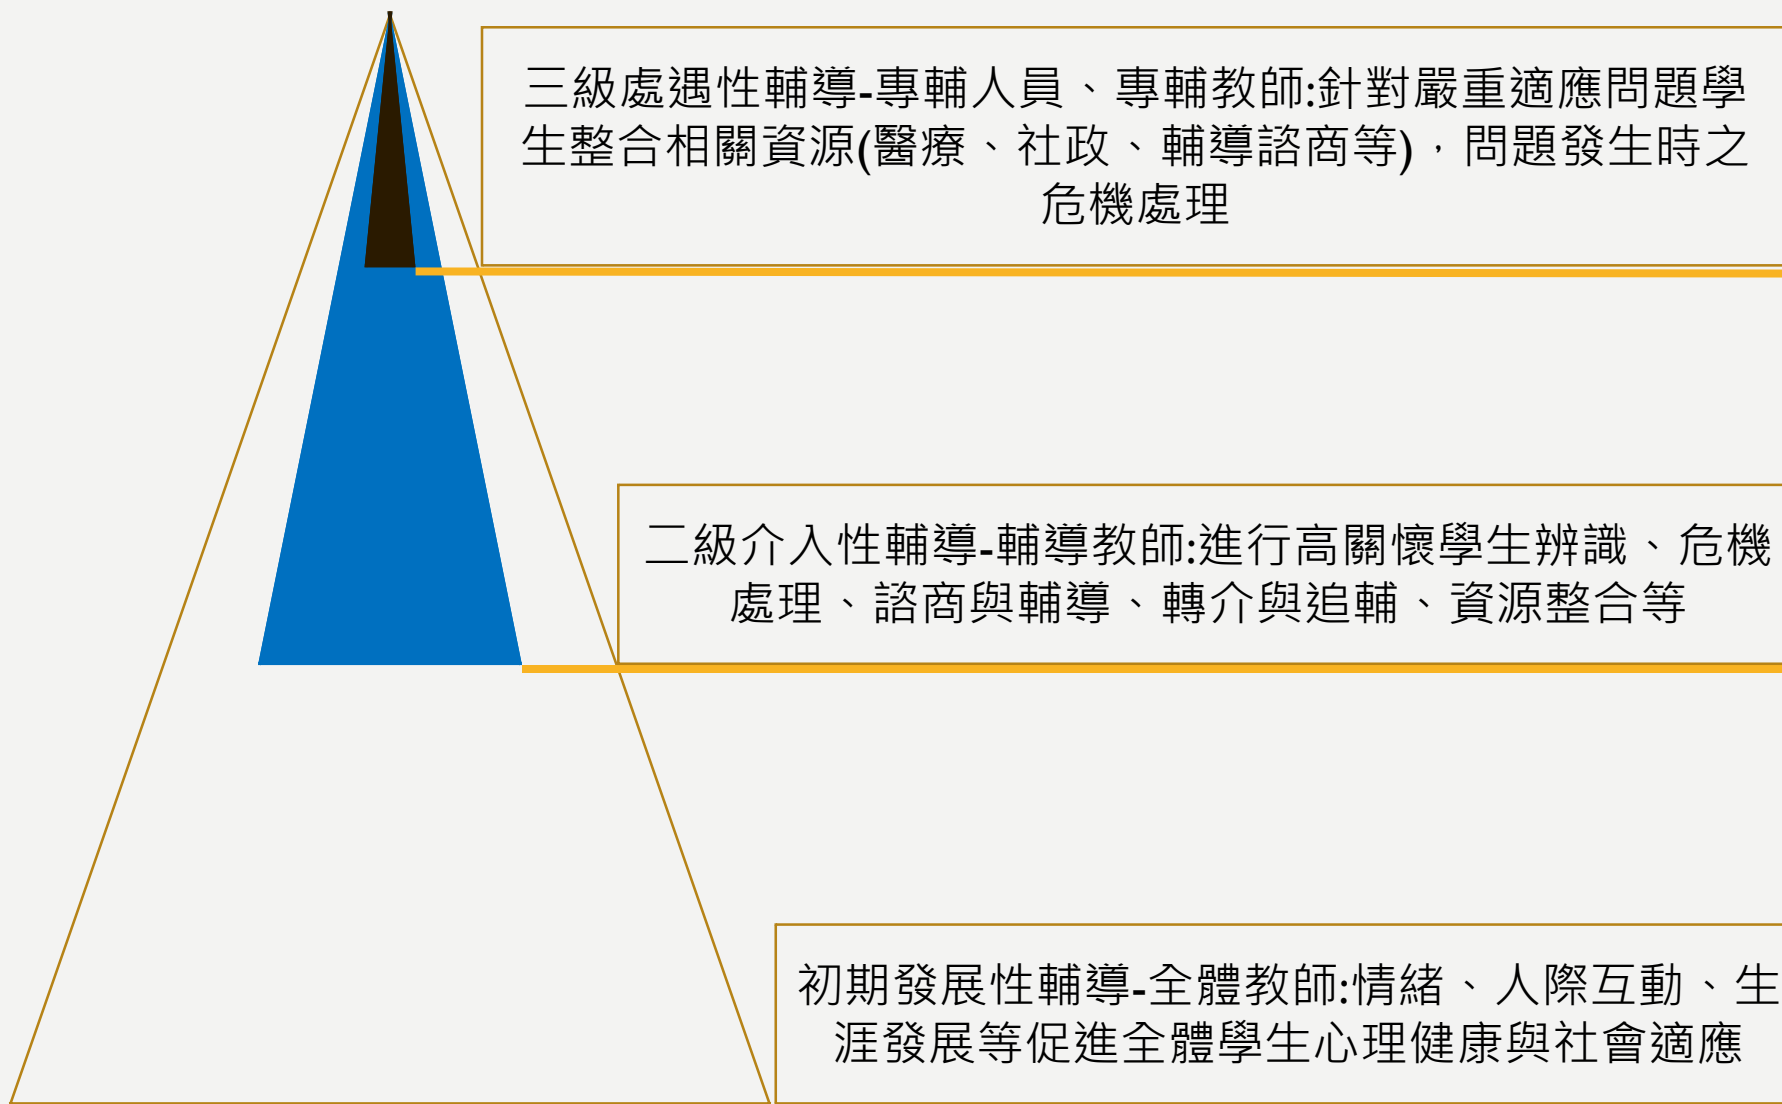 三級處遇性輔導-專輔人員、專輔教師:針對嚴重適應問題學
生整合相關資源(醫療、社政、輔導諮商等)，問題發生時之
危機處理
二級介入性輔導-輔導教師:進行高關懷學生辨識、危機
處理、諮商與輔導、轉介與追輔、資源整合等
初期發展性輔導-全體教師:情緒、人際互動、生
涯發展等促進全體學生心理健康與社會適應